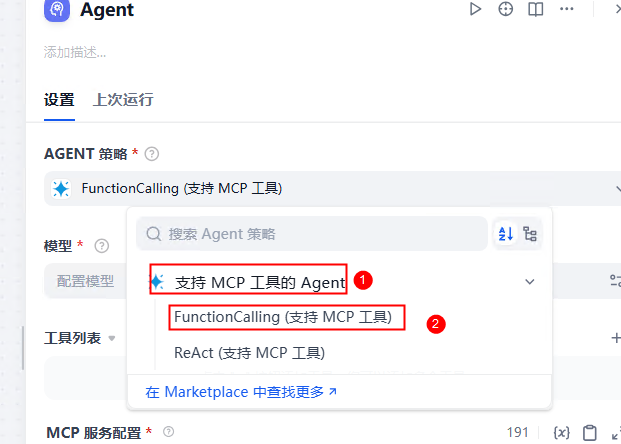 Agent
添加描述...
设置 上次运行
AGENT 策略 *
FunctionCalling (支持 MCP 工具)
搜索 Agent 策略
模型 *
支持 MCP 工具的 Agent 1
配置模型
FunctionCalling (支持 MCP 工具) 2
工具列表
ReAct (支持 MCP 工具)
在 Marketplace 中查找更多
MCP 服务配置 * 191 {x}